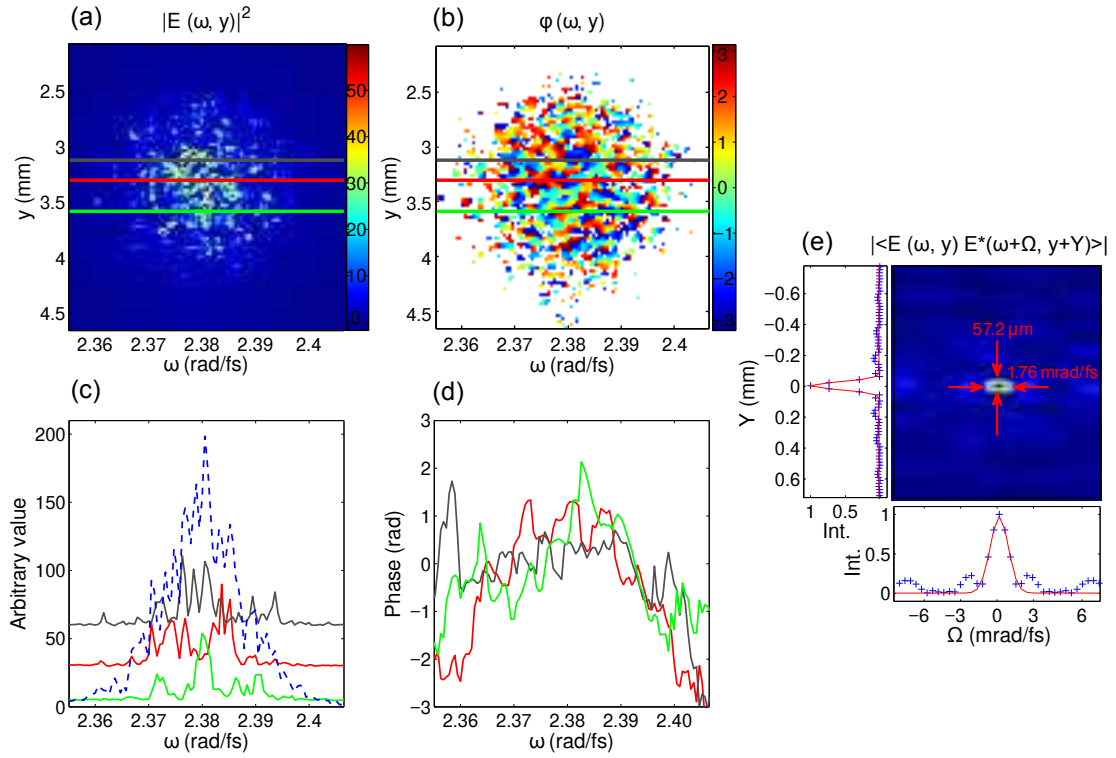 (a) |E (ω, y)|²
(b) φ (ω, y)
y (mm)
2.5
3
3.5
4
4.5
50
40
30
20
10
0
2.36 2.37 2.38 2.39 2.4
ω (rad/fs)
y (mm)
2.5
3
3.5
4
4.5
3
2
1
0
−1
−2
−3
2.36 2.37 2.38 2.39 2.4
ω (rad/fs)
(c)
Arbitrary value
200
150
100
50
0
2.36 2.37 2.38 2.39 2.4
ω (rad/fs)
(d)
Phase (rad)
3
2
1
0
−1
−2
−3
2.36 2.37 2.38 2.39 2.40
ω (rad/fs)
(e) |<E (ω, y) E*(ω+Ω, y+Y)>|
Y (mm)
−0.6
−0.4
−0.2
0
0.2
0.4
0.6
1 0.5
Int.
57.2 μm
1.76 mrad/fs
Int.
1
0.5
0
−6 −3 0 3 6
Ω (mrad/fs)